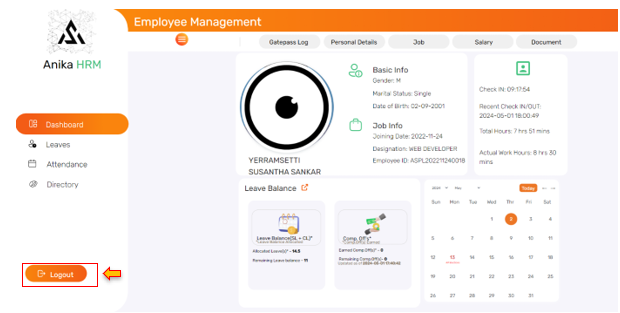 Employee Management
Anika HRM
Gatepass Log
Personal Details
Job
Salary
Document
Dashboard
Leaves
Attendance
Directory
Logout
YERRAMSETTI
SUSANTHA SANKAR
Basic Info
Gender: M
Marital Status: Single
Date of Birth: 02-09-2001
Job Info
Joining Date: 2022-11-24
Designation: WEB DEVELOPER
Employee ID: ASPL202211240018
Check IN: 09:17:54
Recent Check IN/OUT:
2024-05-01 18:00:49
Total Hours: 7 hrs 51 mins
Actual Work Hours: 8 hrs 30
mins
Leave Balance
Leave Balance(SL + CL)*
Allocated Leave(s)* - 14.5
Remaining Leave balance - 11
Comp. Off's*
Earned Comp Off(s)* - 0
Remaining Comp Off(s)- 0
Today
Sun Mon Tue Wed Thu Fri Sat
1 2 3 4
5 6 7 8 9 10 11
12 13 14 15 16 17 18
19 20 21 22 23 24 25
26 27 28 29 30 31